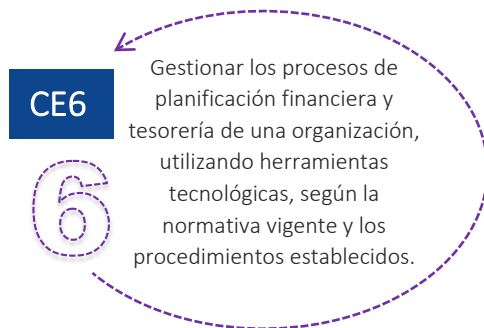 CE6
6
Gestionar los procesos de
planificación financiera y
tesorería de una organización,
utilizando herramientas
tecnológicas, según la
normativa vigente y los
procedimientos establecidos.